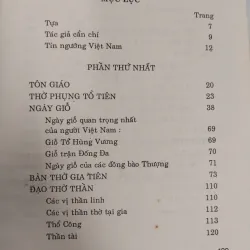 MỤC LỤC
Trang
Tựa 7
Tác giả cẩn chí 9
Tín ngưỡng Việt Nam 12
PHẦN THỨ NHẤT
TÔN GIÁO 20
THỜ PHỤNG TỔ TIÊN 23
NGÀY GIỖ 38
Ngày giỗ quan trọng nhất
của người Việt Nam : 69
Giỗ Tổ Hùng Vương 69
Giỗ trận Đống Đa 70
Ngày giỗ của các đồng bào Thượng 71
BÀN THỜ GIA TIÊN 73
ĐẠO THỜ THẦN 110
Các vị thần linh 110
Các vị thần thờ tại gia 112
Thổ Công 113
Thần tài 120